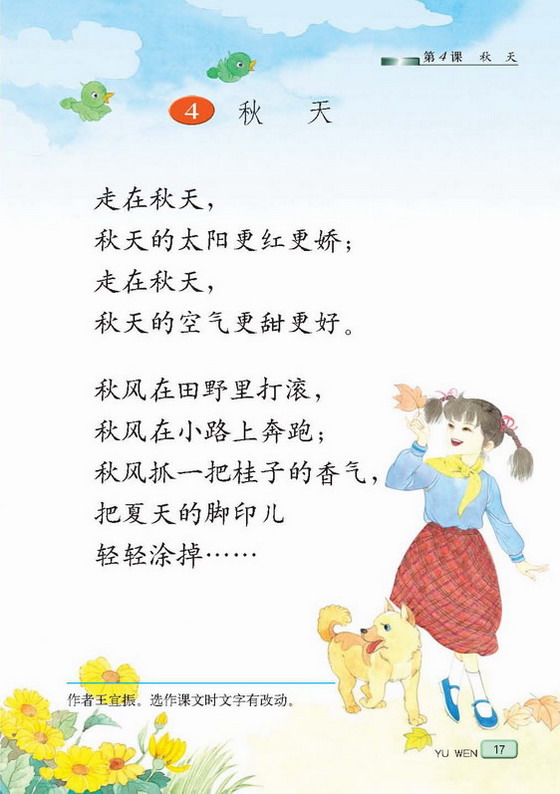 第4课 秋 天
4 秋 天
走在秋天，
秋天的太阳更红更娇；
走在秋天，
秋天的空气更甜更好。
秋风在田野里打滚，
秋风在小路上奔跑；
秋风抓一把桂子的香气，
把夏天的脚印儿
轻轻涂掉……
作者王宜振。选作课文时文字有改动。
YU WEN 17